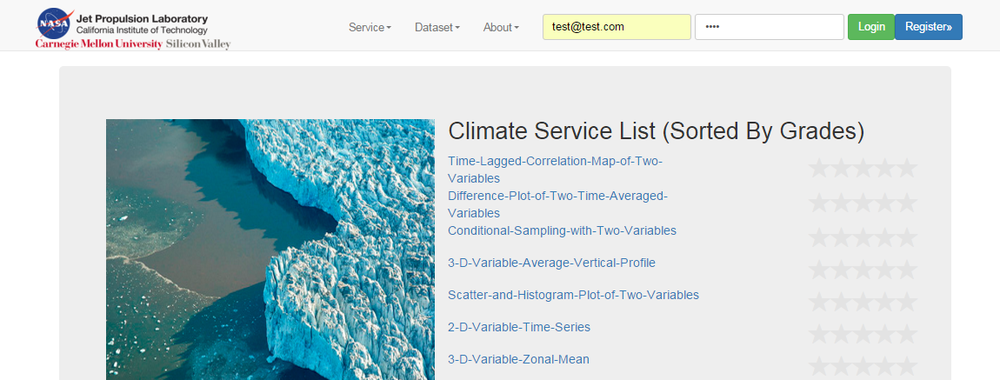 NASA
Jet Propulsion Laboratory
California Institute of Technology
Carnegie Mellon University Silicon Valley
Service Dataset About test@test.com •••• Login Register»
Climate Service List (Sorted By Grades)
Time-Lagged-Correlation-Map-of-Two-
Variables
Difference-Plot-of-Two-Time-Averaged-
Variables
Conditional-Sampling-with-Two-Variables
3-D-Variable-Average-Vertical-Profile
Scatter-and-Histogram-Plot-of-Two-Variables
2-D-Variable-Time-Series
3-D-Variable-Zonal-Mean